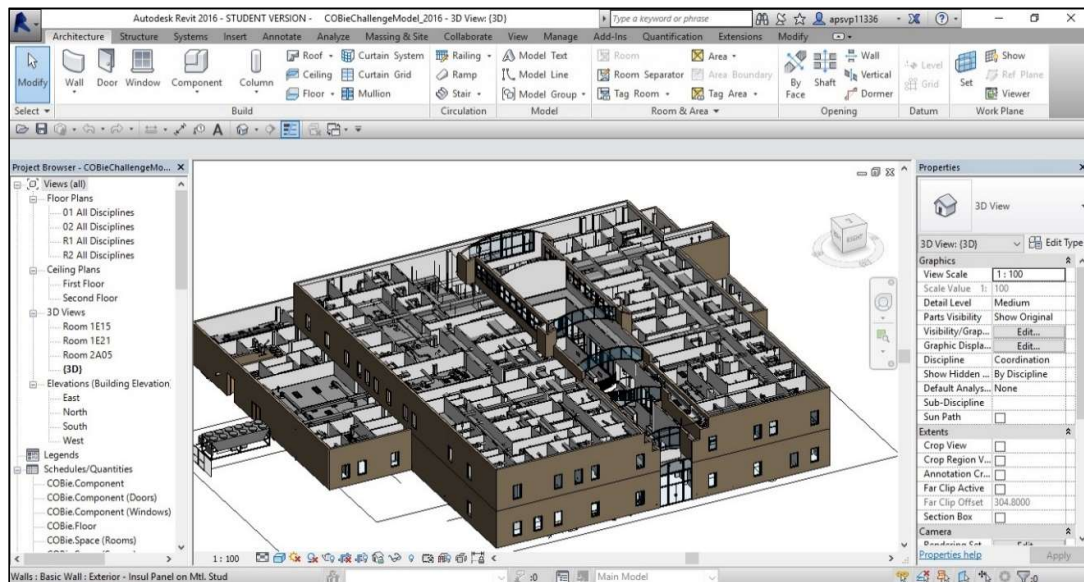 Autodesk Revit 2016 - STUDENT VERSION - COBieChallengeModel_2016 - 3D View: {3D}
Type a keyword or phrase
apsvp11336
Architecture Structure Systems Insert Annotate Analyze Massing & Site Collaborate View Manage Add-Ins Quantification Extensions Modify
Modify
Wall Door Window Component Column
Roof Curtain System
Ceiling Curtain Grid
Floor Mullion
Railing
Ramp
Stair
Model Text
Model Line
Model Group
Room
Room Separator
Tag Room
Area
Area Boundary
Tag Area
By Face
Shaft
Wall
Vertical
Dormer
Level
Grid
Set
Show
Ref Plane
Viewer
Select Build Circulation Model Room & Area Opening Datum Work Plane
Project Browser - COBieChallengeMo...
Views (all)
Floor Plans
01 All Disciplines
02 All Disciplines
R1 All Disciplines
R2 All Disciplines
Ceiling Plans
First Floor
Second Floor
3D Views
Room 1E15
Room 1E21
Room 2A05
{3D}
Elevations (Building Elevation)
East
North
South
West
Legends
Schedules/Quantities
COBie.Component
COBie.Component (Doors)
COBie.Component (Windows)
COBie.Floor
COBie.Space (Rooms)
RIGHT
1 : 100
Properties
3D View
3D View: {3D} Edit Type
Graphics
View Scale 1 : 100
Scale Value 1: 100
Detail Level Medium
Parts Visibility Show Original
Visibility/Grap... Edit...
Graphic Displa... Edit...
Discipline Coordination
Show Hidden ... By Discipline
Default Analys... None
Sub-Discipline
Sun Path
Extents
Crop View
Crop Region V...
Annotation Cr...
Far Clip Active
Far Clip Offset 304.8000
Section Box
Camera
Rendering Set... Edit...
Properties help Apply
Walls : Basic Wall : Exterior - Insul Panel on Mtl. Stud
:0
Main Model
:0